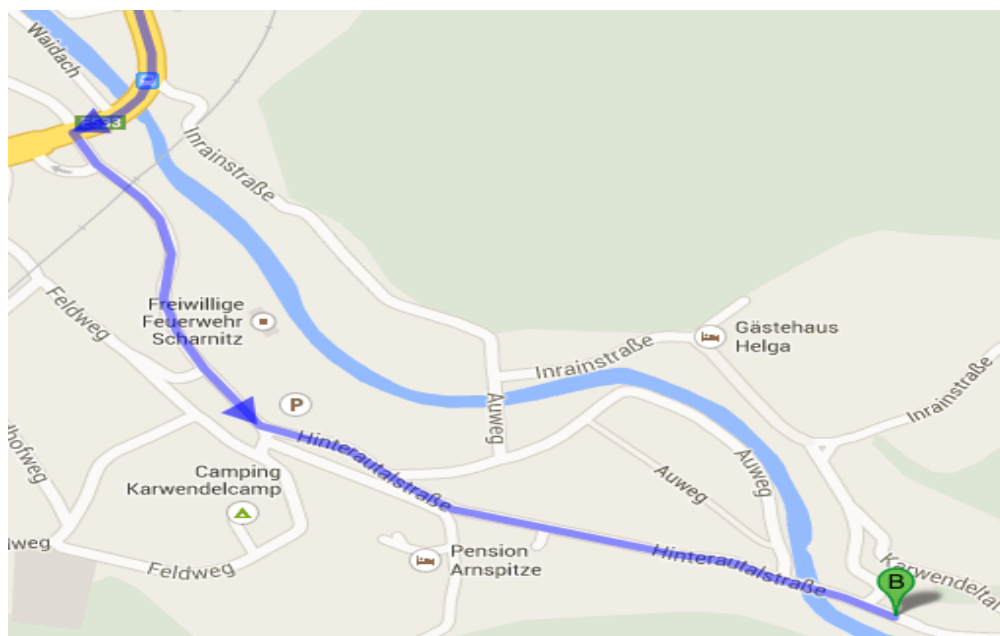 Waidach
E533
Inrainstraße
Feldweg
Freiwillige
Feuerwehr
Scharnitz
Gästehaus
Helga
Inrainstraße
Inrainstraße
P
Auweg
Hinterautalstraße
Camping
Karwendelcamp
Auweg
Auweg
Pension
Arnspitze
Hinterautalstraße
Feldweg
B